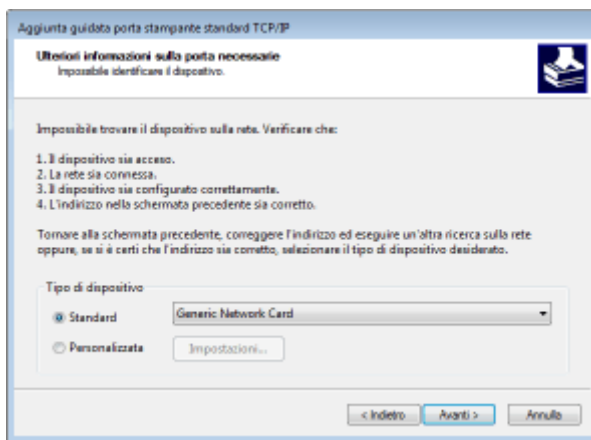 Aggiunta guidata porta stampante standard TCP/IP
Ulteriori informazioni sulla porta necessarie
Impossibile identificare il dispositivo.
Impossibile trovare il dispositivo sulla rete. Verificare che:
1. Il dispositivo sia acceso.
2. La rete sia connessa.
3. Il dispositivo sia configurato correttamente.
4. L'indirizzo nella schermata precedente sia corretto.
Tornare alla schermata precedente, correggere l'indirizzo ed eseguire un'altra ricerca sulla rete
oppure, se si è certi che l'indirizzo sia corretto, selezionare il tipo di dispositivo desiderato.
Tipo di dispositivo
Standard Generic Network Card
Personalizzata Impostazioni...
< Indietro Avanti > Annulla